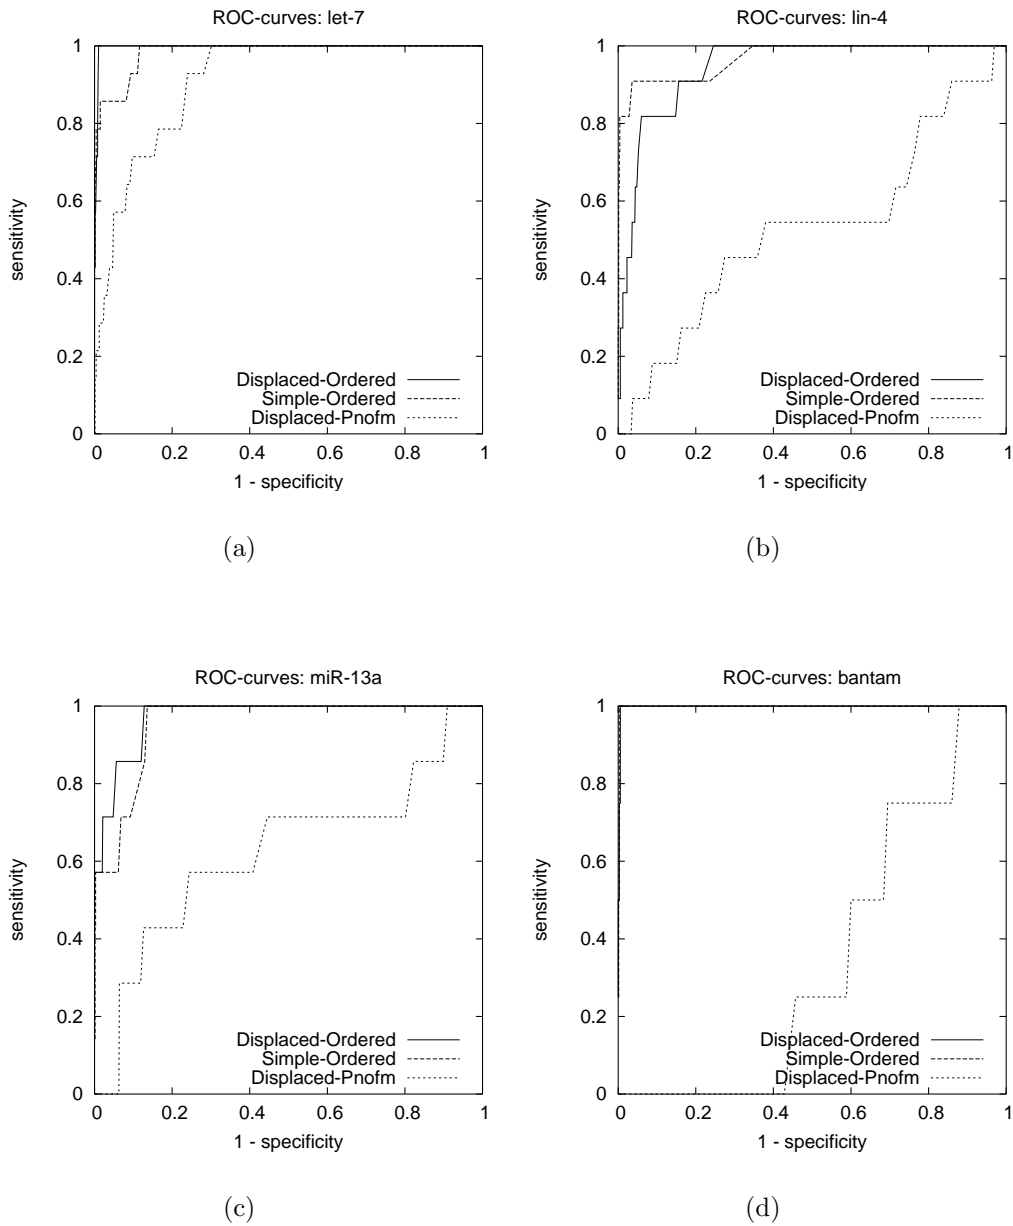 ROC-curves: let-7
1
0.8
0.6
0.4
0.2
0
sensitivity
Displaced-Ordered
Simple-Ordered
Displaced-Pnofm
0 0.2 0.4 0.6 0.8 1
1 - specificity
(a)
ROC-curves: lin-4
1
0.8
0.6
0.4
0.2
0
sensitivity
Displaced-Ordered
Simple-Ordered
Displaced-Pnofm
0 0.2 0.4 0.6 0.8 1
1 - specificity
(b)
ROC-curves: miR-13a
1
0.8
0.6
0.4
0.2
0
sensitivity
Displaced-Ordered
Simple-Ordered
Displaced-Pnofm
0 0.2 0.4 0.6 0.8 1
1 - specificity
(c)
ROC-curves: bantam
1
0.8
0.6
0.4
0.2
0
sensitivity
Displaced-Ordered
Simple-Ordered
Displaced-Pnofm
0 0.2 0.4 0.6 0.8 1
1 - specificity
(d)